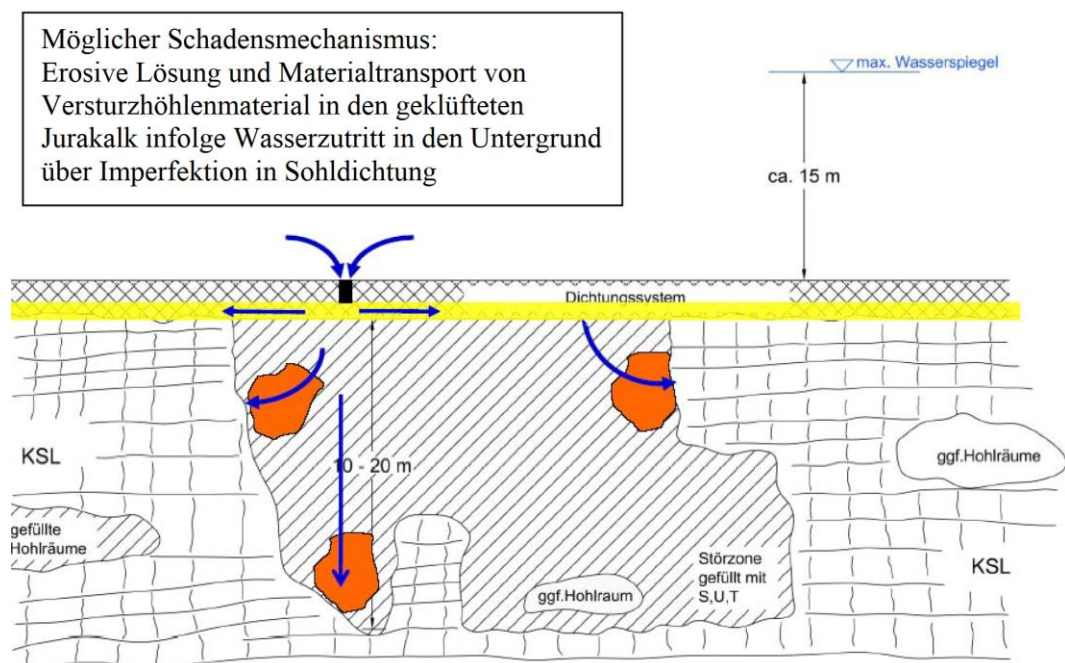 Möglicher Schadensmechanismus:
Erosive Lösung und Materialtransport von
Versturzhöhlenmaterial in den geklüfteten
Jurakalk infolge Wasserzutritt in den Untergrund
über Imperfektion in Sohldichtung
max. Wasserspiegel
ca. 15 m
Dichtungssystem
KSL
10 - 20 m
ggf.Hohlräume
gefüllte
Hohlräume
Störzone
gefüllt mit
S,U,T
KSL
ggf.Hohlraum